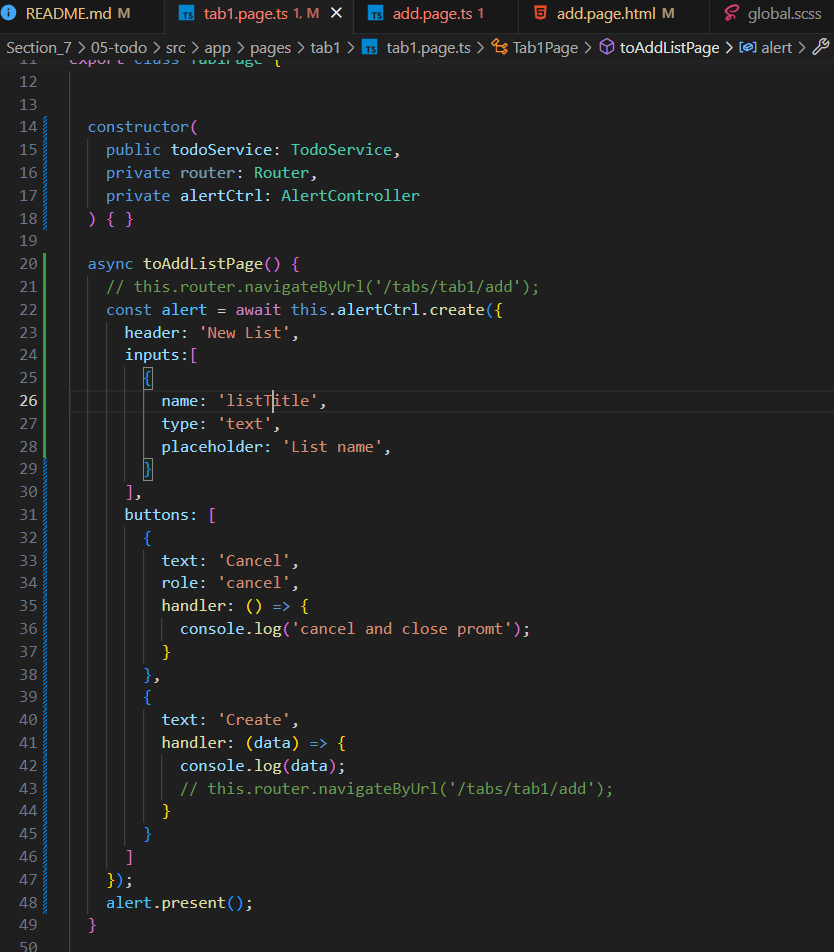 README.md M
tab1.page.ts 1, M
add.page.ts 1
add.page.html M
global.scss
Section_7 > 05-todo > src > app > pages > tab1 > tab1.page.ts > Tab1Page > toAddListPage > alert >
11 export class Tab1Page {
12
13
14 constructor(
15 public todoService: TodoService,
16 private router: Router,
17 private alertCtrl: AlertController
18 ) { }
19
20 async toAddListPage() {
21 // this.router.navigateByUrl('/tabs/tab1/add');
22 const alert = await this.alertCtrl.create({
23 header: 'New List',
24 inputs:[
25 {
26 name: 'listTitle',
27 type: 'text',
28 placeholder: 'List name',
29 }
30 ],
31 buttons: [
32 {
33 text: 'Cancel',
34 role: 'cancel',
35 handler: () => {
36 console.log('cancel and close promt');
37 }
38 },
39 {
40 text: 'Create',
41 handler: (data) => {
42 console.log(data);
43 // this.router.navigateByUrl('/tabs/tab1/add');
44 }
45 }
46 ]
47 });
48 alert.present();
49 }
50